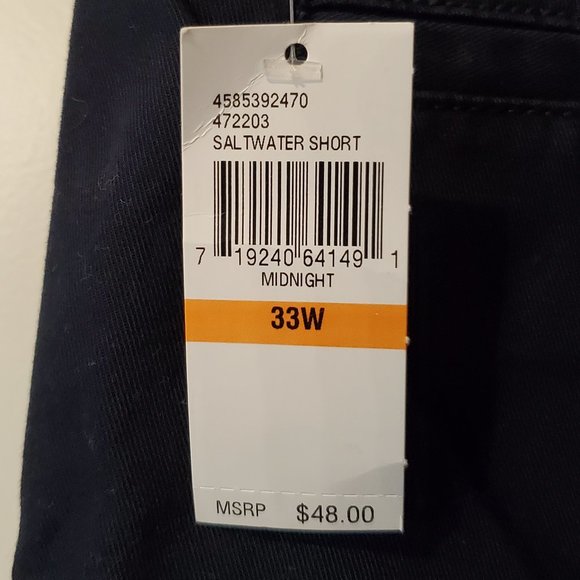 4585392470
472203
SALTWATER SHORT
7 19240 64149 1
MIDNIGHT
33W
MSRP $48.00